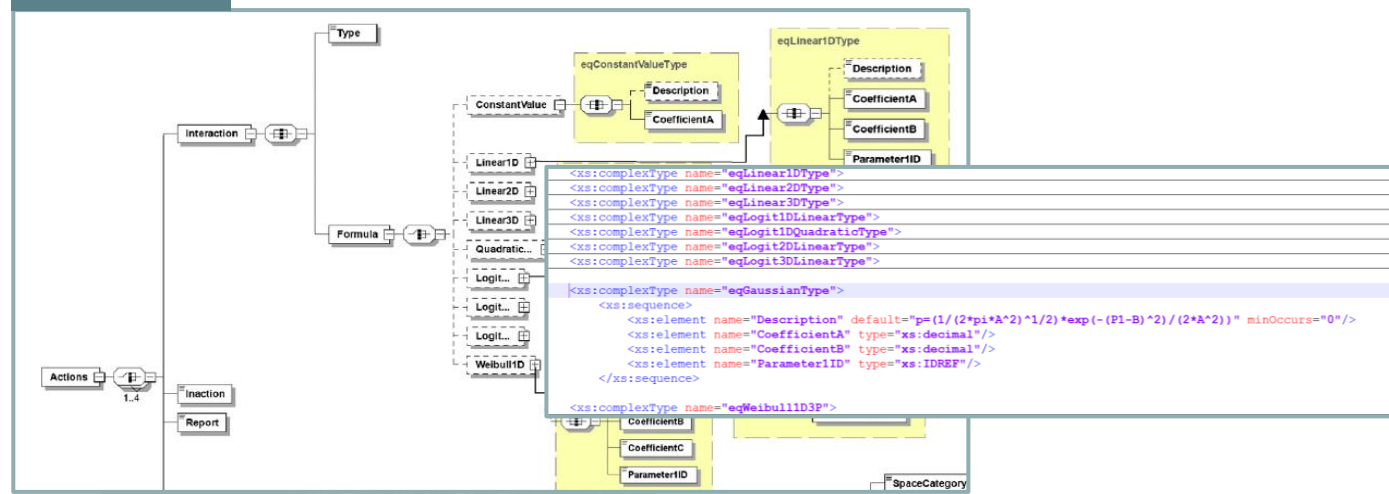 Type
eqLinear1DType
eqConstantValueType
Description
Description
ConstantValue
CoefficientA
CoefficientA
Interaction
CoefficientB
Linear1D
Parameter1ID
Linear2D
Linear3D
Formula
Quadratic...
Logit...
Logit...
Logit...
Weibull1D
Actions
1..4
Inaction
Report
<xs:complexType name="eqLinear1DType">
<xs:complexType name="eqLinear2DType">
<xs:complexType name="eqLinear3DType">
<xs:complexType name="eqLogit1DLinearType">
<xs:complexType name="eqLogit1DQuadraticType">
<xs:complexType name="eqLogit2DLinearType">
<xs:complexType name="eqLogit3DLinearType">
<xs:complexType name="eqGaussianType">
<xs:sequence>
<xs:element name="Description" default="p=(1/(2*pi*A^2)^1/2)*exp(-(P1-B)^2)/(2*A^2))" minOccurs="0"/>
<xs:element name="CoefficientA" type="xs:decimal"/>
<xs:element name="CoefficientB" type="xs:decimal"/>
<xs:element name="Parameter1ID" type="xs:IDREF"/>
</xs:sequence>
<xs:complexType name="eqWeibull1D3P">
CoefficientB
CoefficientC
Parameter1ID
SpaceCategory